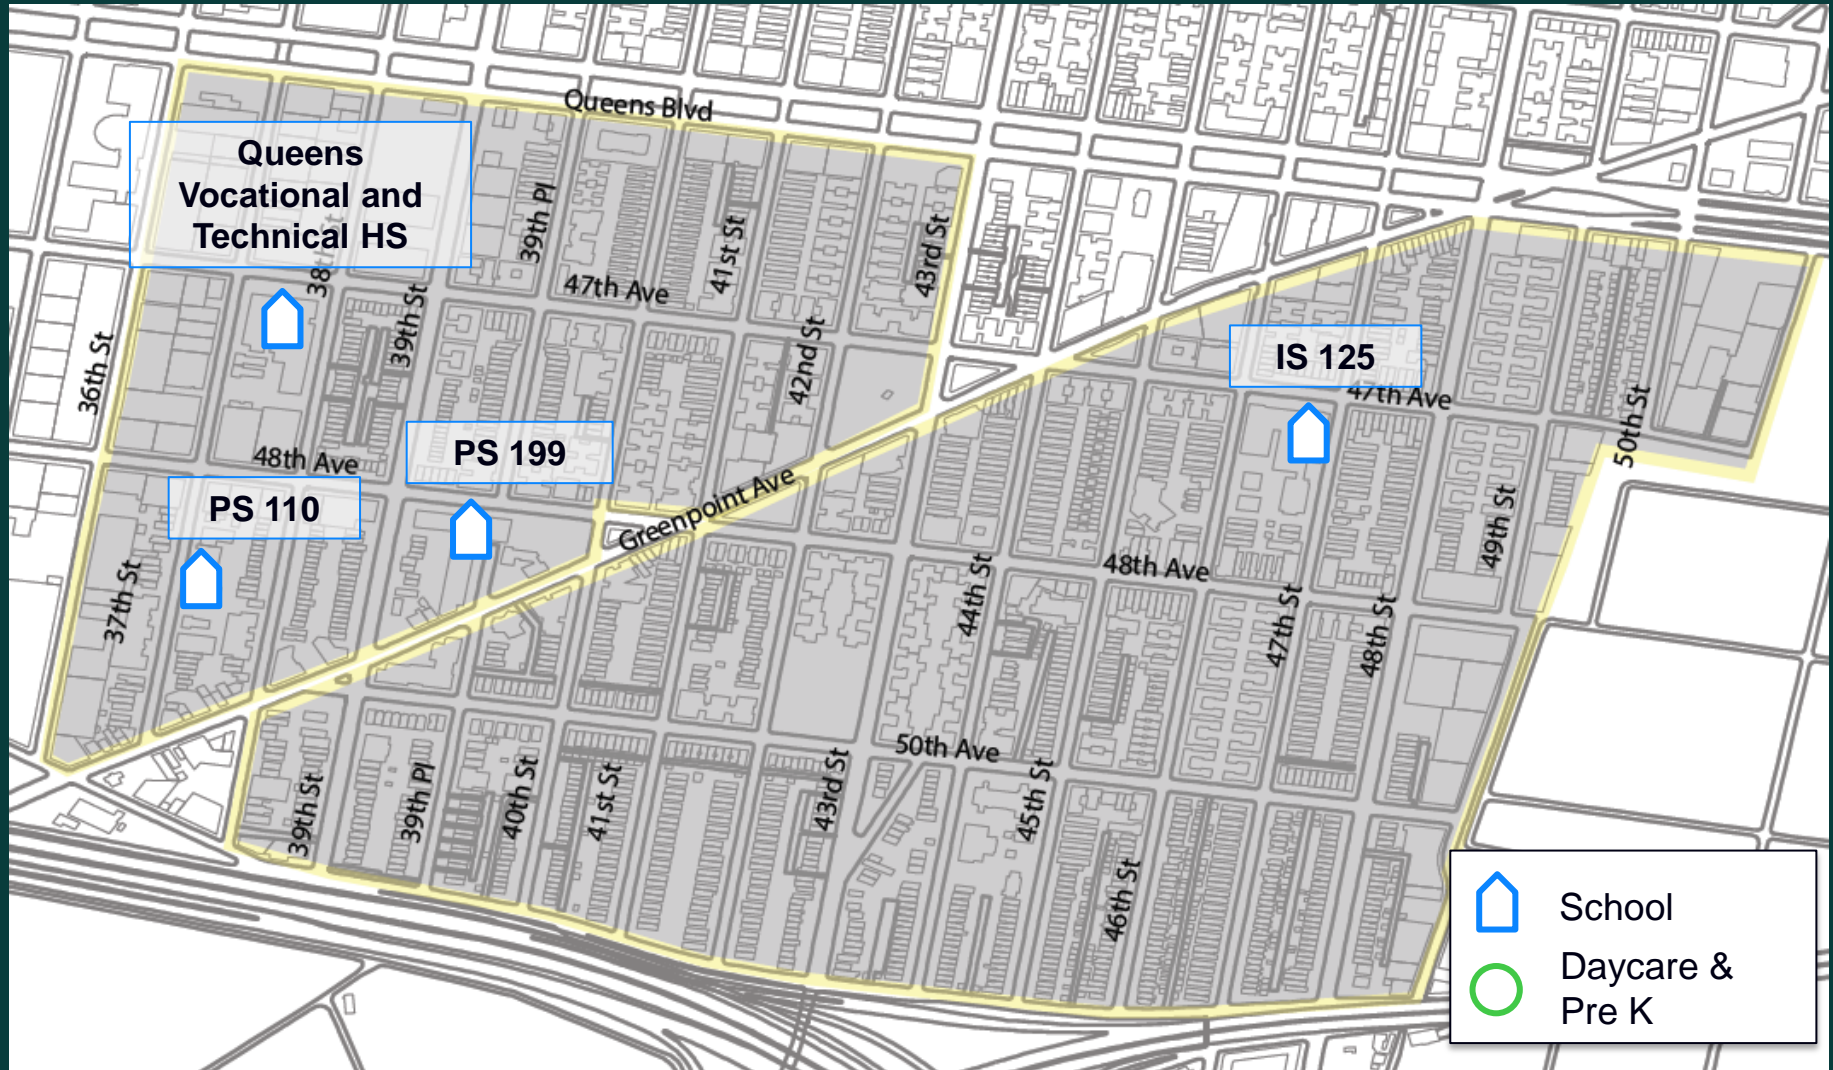 Queens Blvd
Queens
Vocational and
Technical HS
38th St
39th Pl
41st St
43rd St
47th Ave
36th St
39th St
42nd St
IS 125
47th Ave
50th St
48th Ave
PS 199
PS 110
Greenpoint Ave
37th St
49th St
48th Ave
44th St
47th St
48th St
50th Ave
39th St
39th Pl
40th St
41st St
43rd St
45th St
46th St
School
Daycare &
Pre K